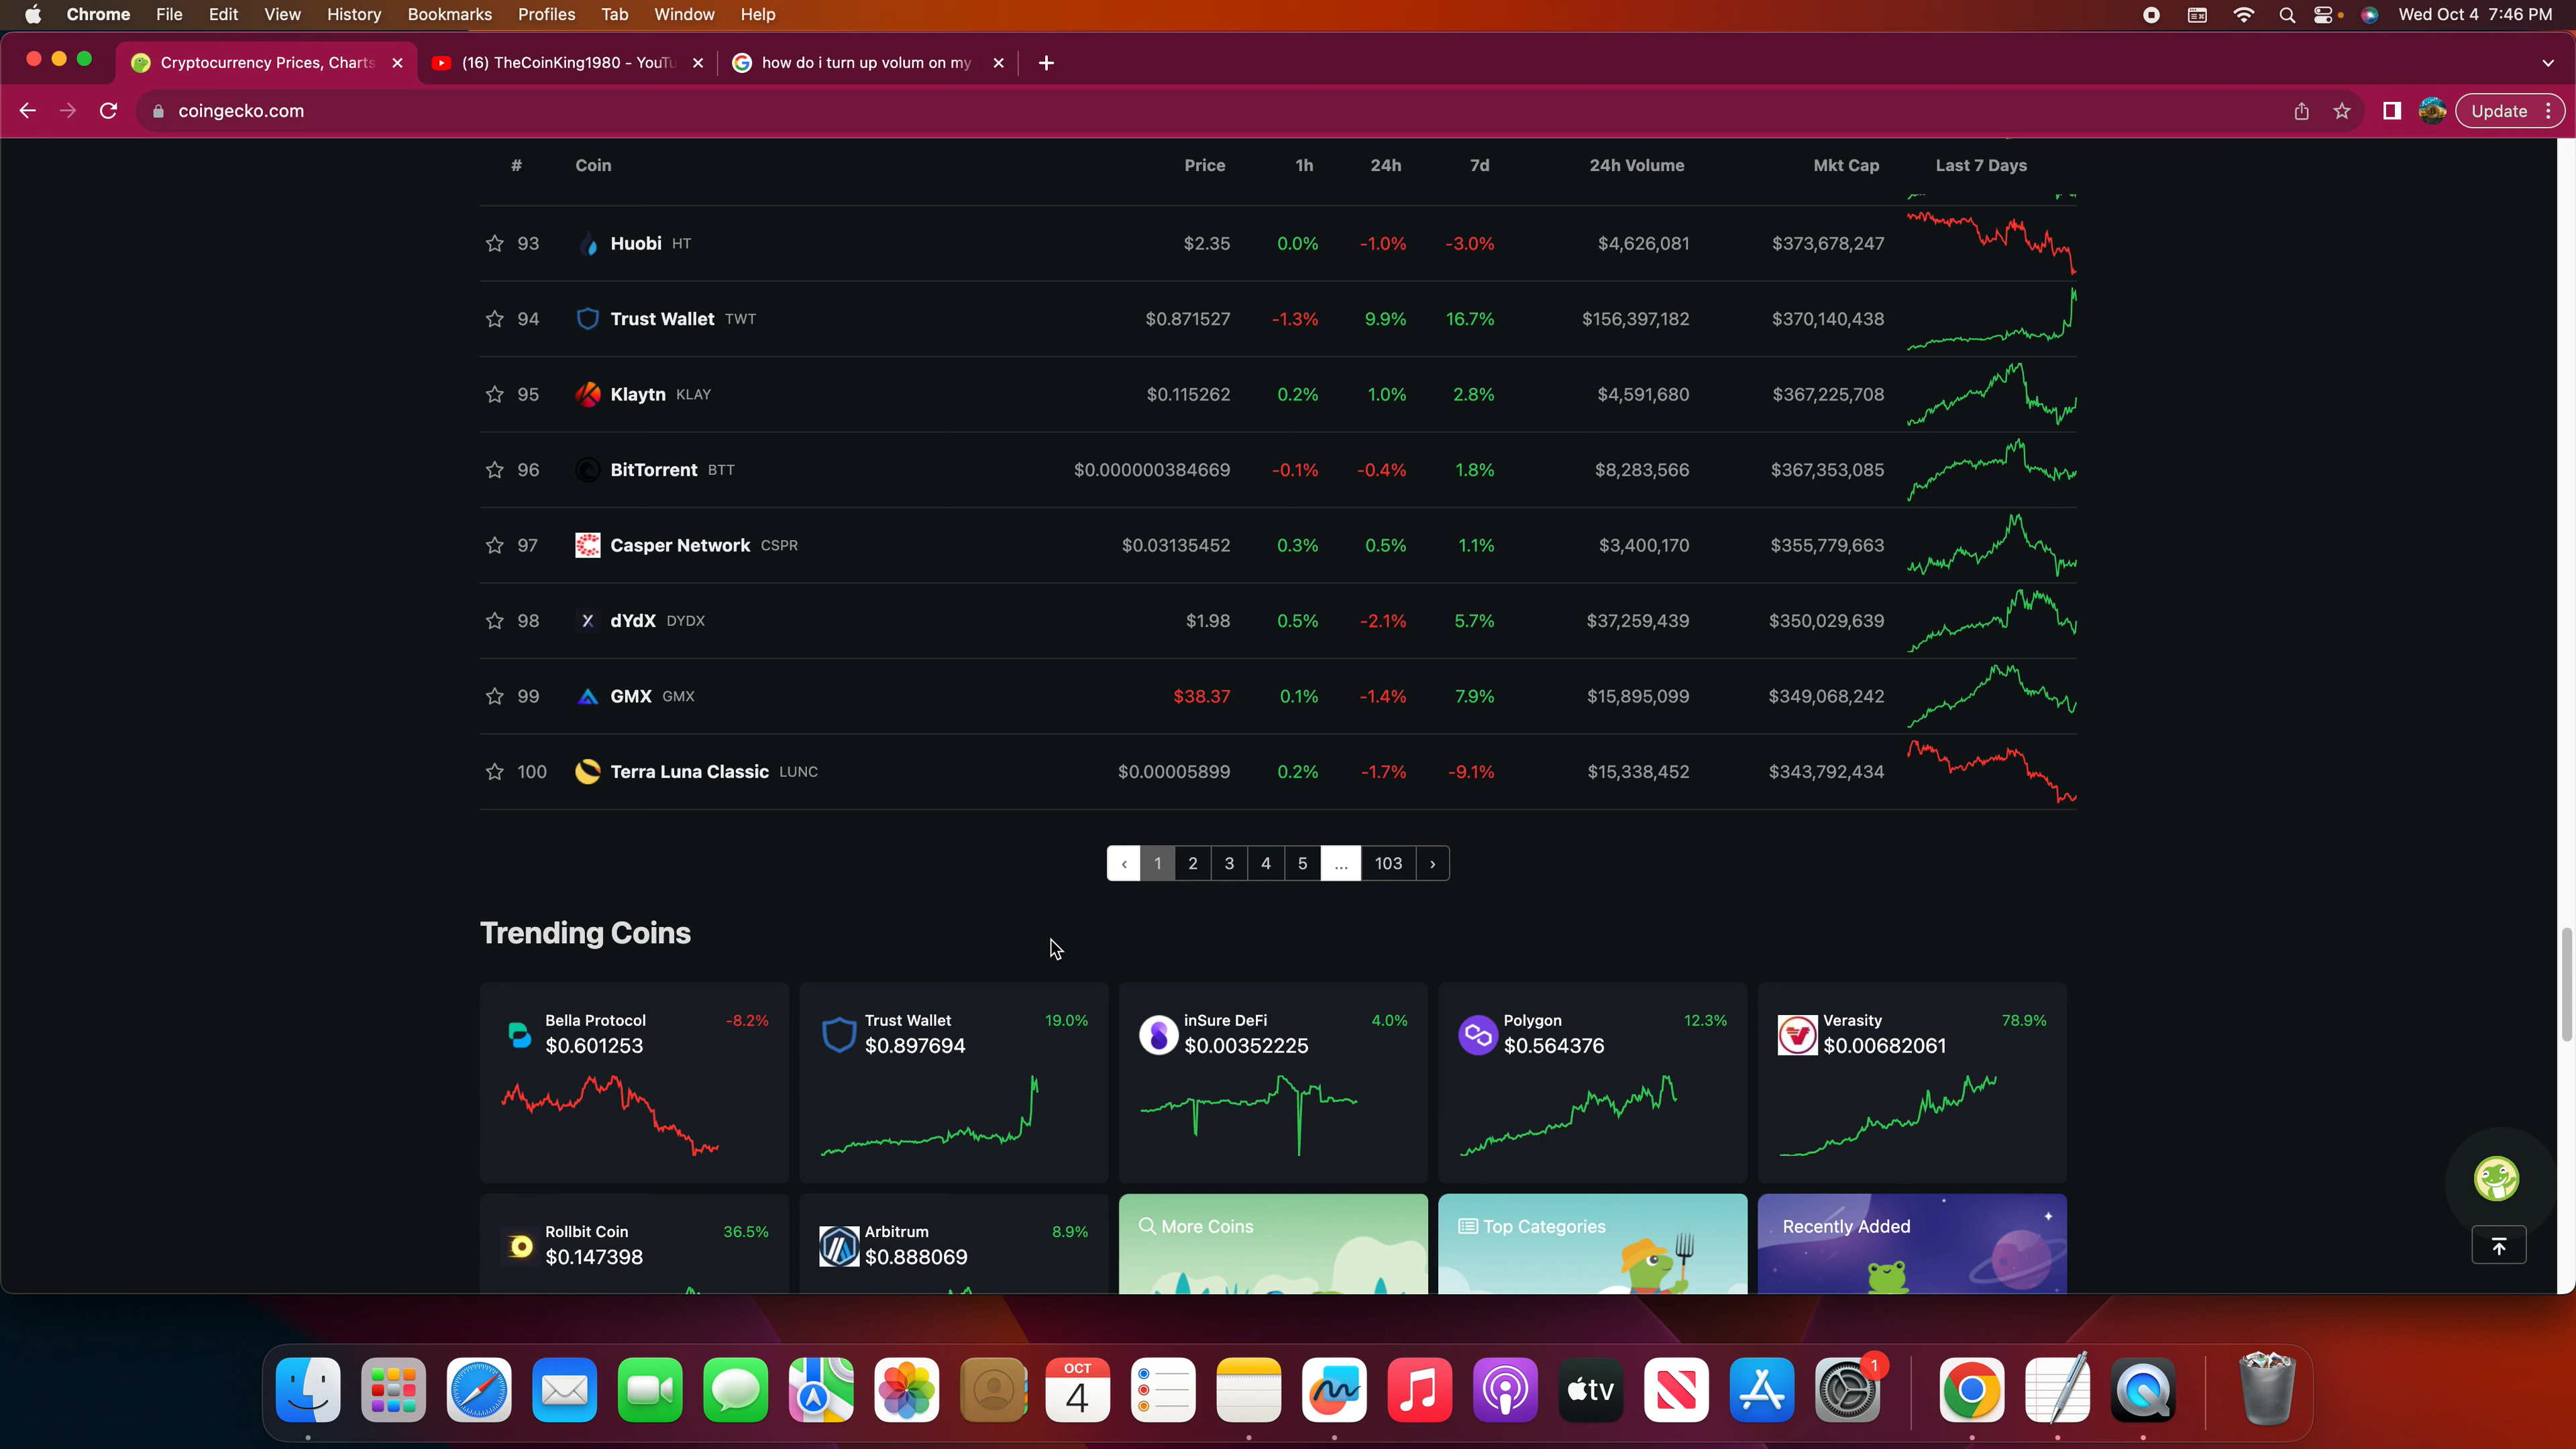 Chrome File Edit View History Bookmarks Profiles Tab Window Help Wed Oct 4 7:46 PM
Cryptocurrency Prices, Charts (16) TheCoinKing1980 - YouTu how do i turn up volum on my
coingecko.com Update
# Coin Price 1h 24h 7d 24h Volume Mkt Cap Last 7 Days
93 Huobi HT $2.35 0.0% -1.0% -3.0% $4,626,081 $373,678,247
94 Trust Wallet TWT $0.871527 -1.3% 9.9% 16.7% $156,397,182 $370,140,438
95 Klaytn KLAY $0.115262 0.2% 1.0% 2.8% $4,591,680 $367,225,708
96 BitTorrent BTT $0.000000384669 -0.1% -0.4% 1.8% $8,283,566 $367,353,085
97 Casper Network CSPR $0.03135452 0.3% 0.5% 1.1% $3,400,170 $355,779,663
98 dYdX DYDX $1.98 0.5% -2.1% 5.7% $37,259,439 $350,029,639
99 GMX GMX $38.37 0.1% -1.4% 7.9% $15,895,099 $349,068,242
100 Terra Luna Classic LUNC $0.00005899 0.2% -1.7% -9.1% $15,338,452 $343,792,434
‹ 1 2 3 4 5 ... 103 ›
Trending Coins
Bella Protocol -8.2% Trust Wallet 19.0% inSure DeFi 4.0% Polygon 12.3% Verasity 78.9%
$0.601253 $0.897694 $0.00352225 $0.564376 $0.00682061
Rollbit Coin 36.5% Arbitrum 8.9% More Coins Top Categories Recently Added
$0.147398 $0.888069
OCT
4
tv
1